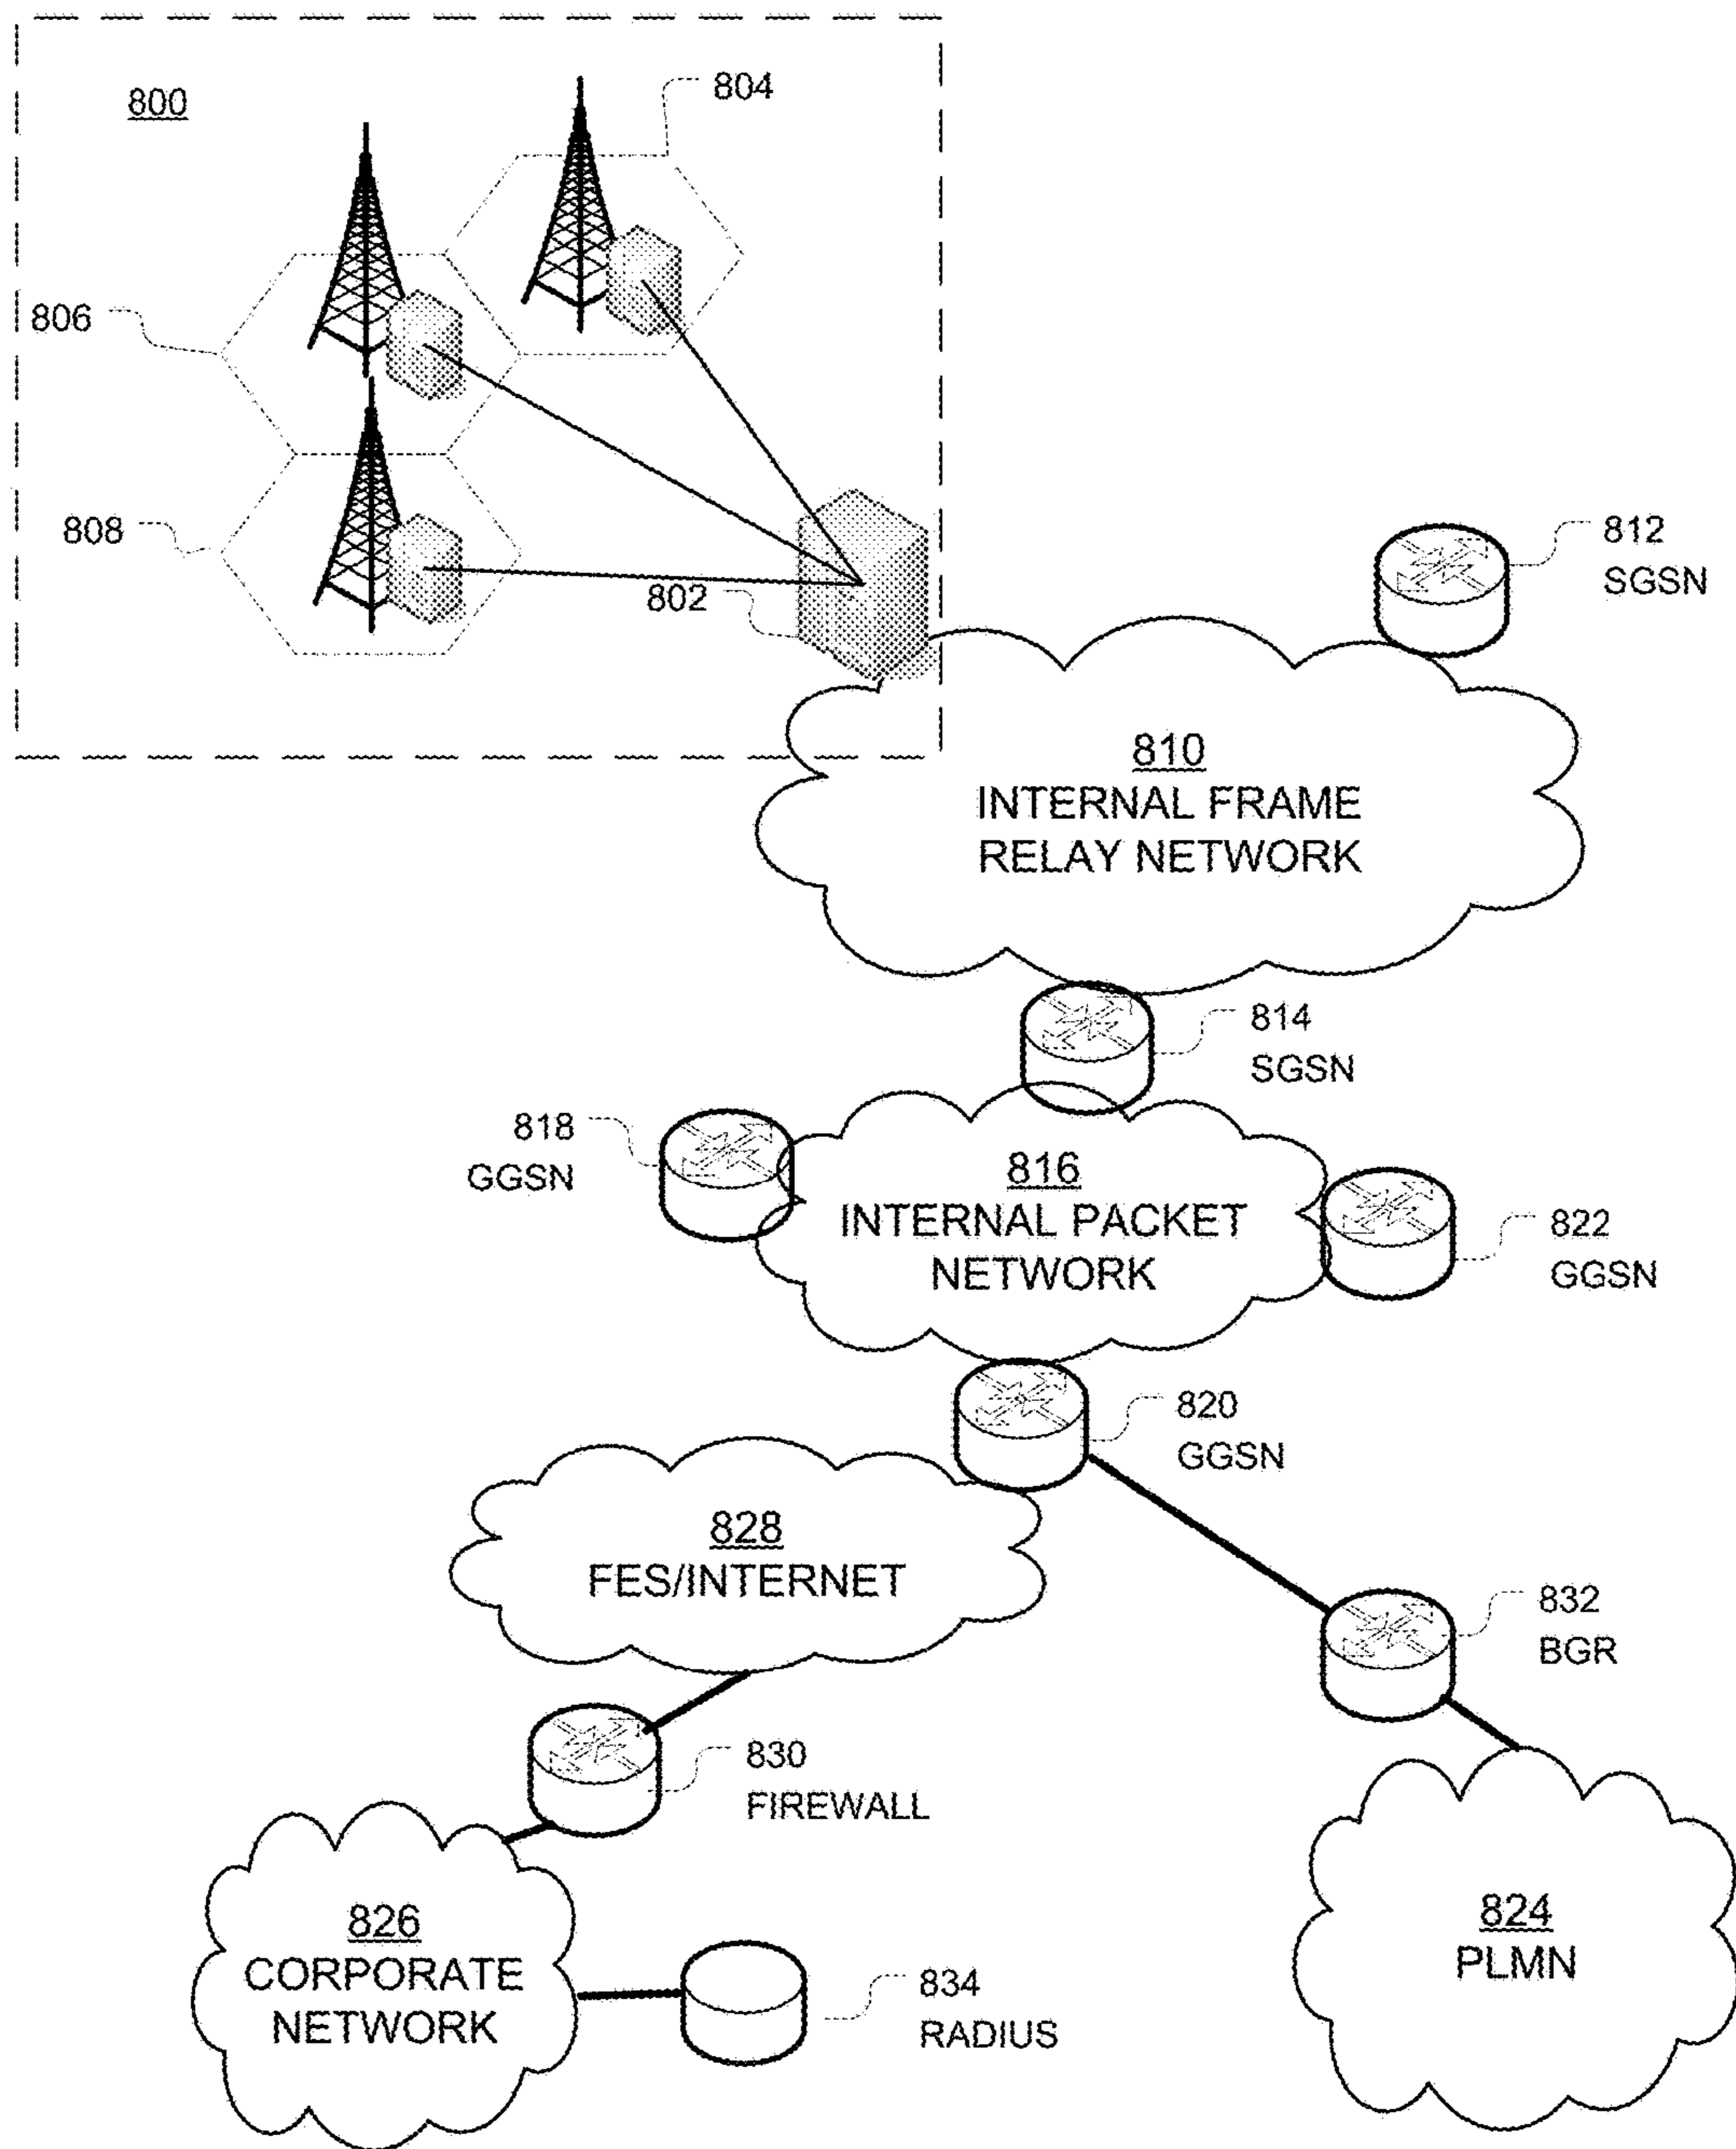 800
804
806
808
802
812
SGSN
810
INTERNAL FRAME
RELAY NETWORK
814
SGSN
818
GGSN
816
INTERNAL PACKET
NETWORK
822
GGSN
820
GGSN
828
FES/INTERNET
832
BGR
830
FIREWALL
826
CORPORATE
NETWORK
824
PLMN
834
RADIUS